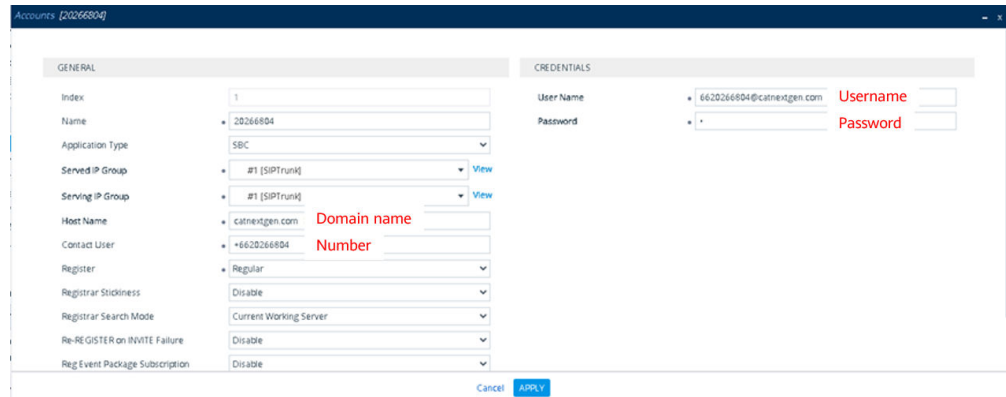 Accounts [20266804]
– x
GENERAL
Index 1
Name 20266804
Application Type SBC
Served IP Group #1 [SIPTrunk] View
Serving IP Group #1 [SIPTrunk] View
Host Name catnextgen.com Domain name
Contact User +6620266804 Number
Register Regular
Registrar Stickiness Disable
Registrar Search Mode Current Working Server
Re-REGISTER on INVITE Failure Disable
Reg Event Package Subscription Disable
CREDENTIALS
User Name 6620266804@catnextgen.com Username
Password • Password
Cancel APPLY